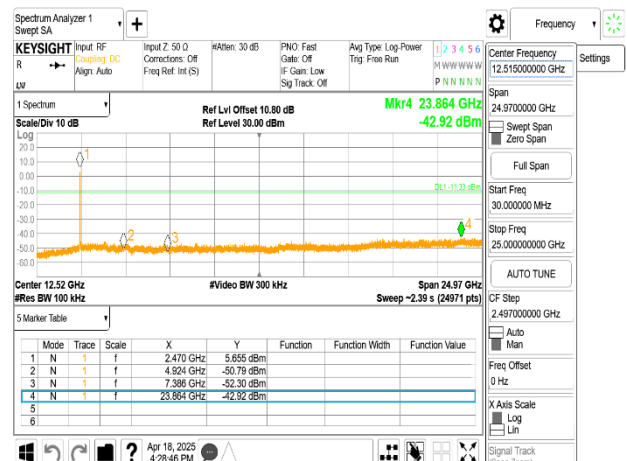 Spectrum Analyzer 1
Swept SA
Frequency
KEYSIGHT
Input: RF
Coupling: DC
Align: Auto
Input Z: 50 Ω
Corrections: Off
Freq Ref: Int (S)
#Atten: 30 dB
PNO: Fast
Gate: Off
IF Gain: Low
Sig Track: Off
Avg Type: Log-Power
Trig: Free Run
1 2 3 4 5 6
M W W W W W
P N N N N N
R
LXI
1 Spectrum
Scale/Div 10 dB
Ref Lvl Offset 10.80 dB
Ref Level 30.00 dBm
Mkr4 23.864 GHz
-42.92 dBm
Log
20.0
10.0
0.00
-10.0
-20.0
-30.0
-40.0
-50.0
-60.0
1
2
3
4
DL1 -11.33 dBm
Center 12.52 GHz
#Res BW 100 kHz
#Video BW 300 kHz
Span 24.97 GHz
Sweep ~2.39 s (24971 pts)
5 Marker Table
Mode Trace Scale X Y Function Function Width Function Value
1 N 1 f 2.470 GHz 5.655 dBm
2 N 1 f 4.924 GHz -50.79 dBm
3 N 1 f 7.386 GHz -52.30 dBm
4 N 1 f 23.864 GHz -42.92 dBm
5
6
?
Apr 18, 2025
4:28:46 PM
Center Frequency
12.515000000 GHz
Settings
Span
24.9700000 GHz
Swept Span
Zero Span
Full Span
Start Freq
30.000000 MHz
Stop Freq
25.000000000 GHz
AUTO TUNE
CF Step
2.497000000 GHz
Auto
Man
Freq Offset
0 Hz
X Axis Scale
Log
Lin
Signal Track